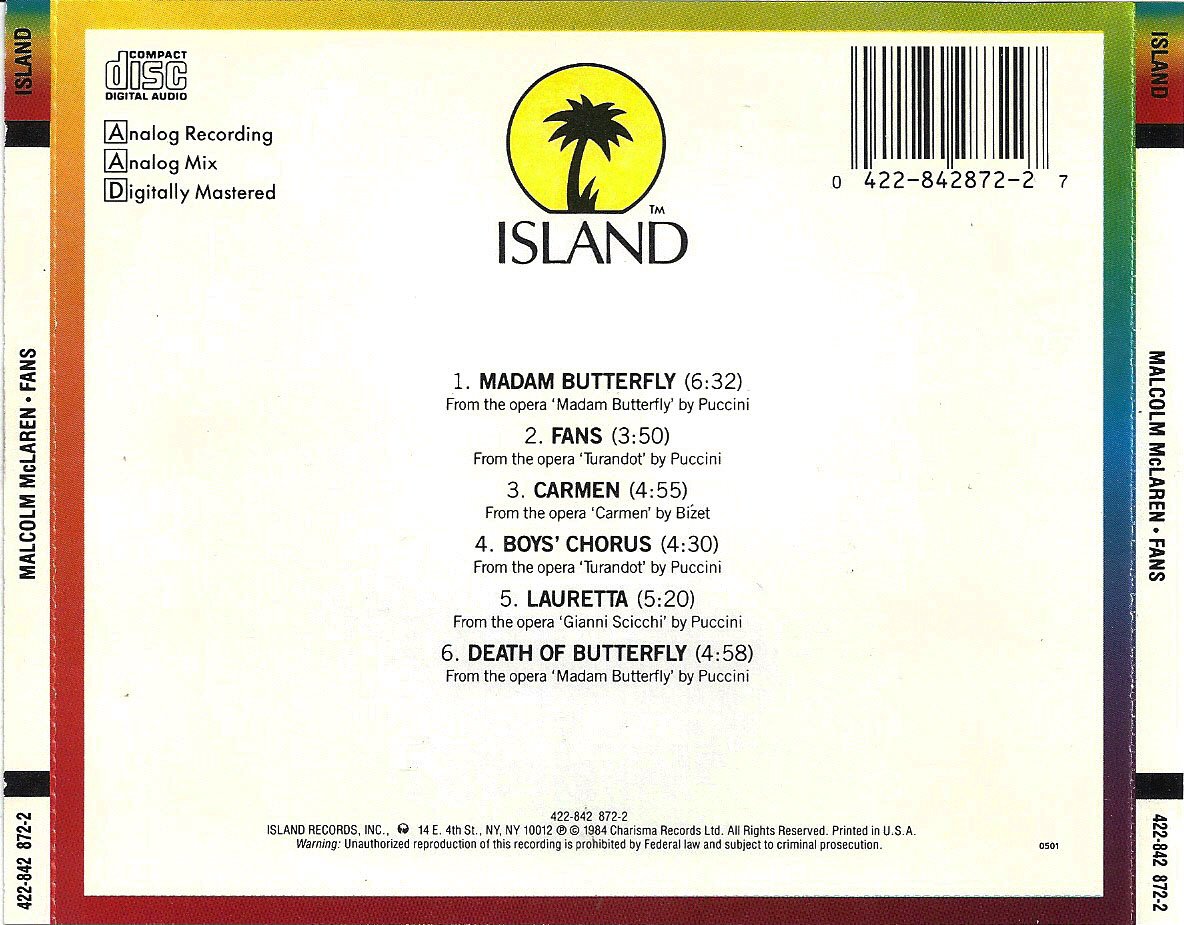 ISLAND
MALCOLM McLAREN • FANS
422-842 872-2
COMPACT
disc
DIGITAL AUDIO
Analog Recording
Analog Mix
Digitally Mastered
TM
ISLAND
0 422-842872-2 7
1. MADAM BUTTERFLY (6:32)
From the opera ‘Madam Butterfly’ by Puccini
2. FANS (3:50)
From the opera ‘Turandot’ by Puccini
3. CARMEN (4:55)
From the opera ‘Carmen’ by Bizet
4. BOYS’ CHORUS (4:30)
From the opera ‘Turandot’ by Puccini
5. LAURETTA (5:20)
From the opera ‘Gianni Scicchi’ by Puccini
6. DEATH OF BUTTERFLY (4:58)
From the opera ‘Madam Butterfly’ by Puccini
422-842 872-2
ISLAND RECORDS, INC., 14 E. 4th St., NY, NY 10012 ℗ © 1984 Charisma Records Ltd. All Rights Reserved. Printed in U.S.A.
Warning: Unauthorized reproduction of this recording is prohibited by Federal law and subject to criminal prosecution.
0501
ISLAND
MALCOLM McLAREN • FANS
422-842 872-2